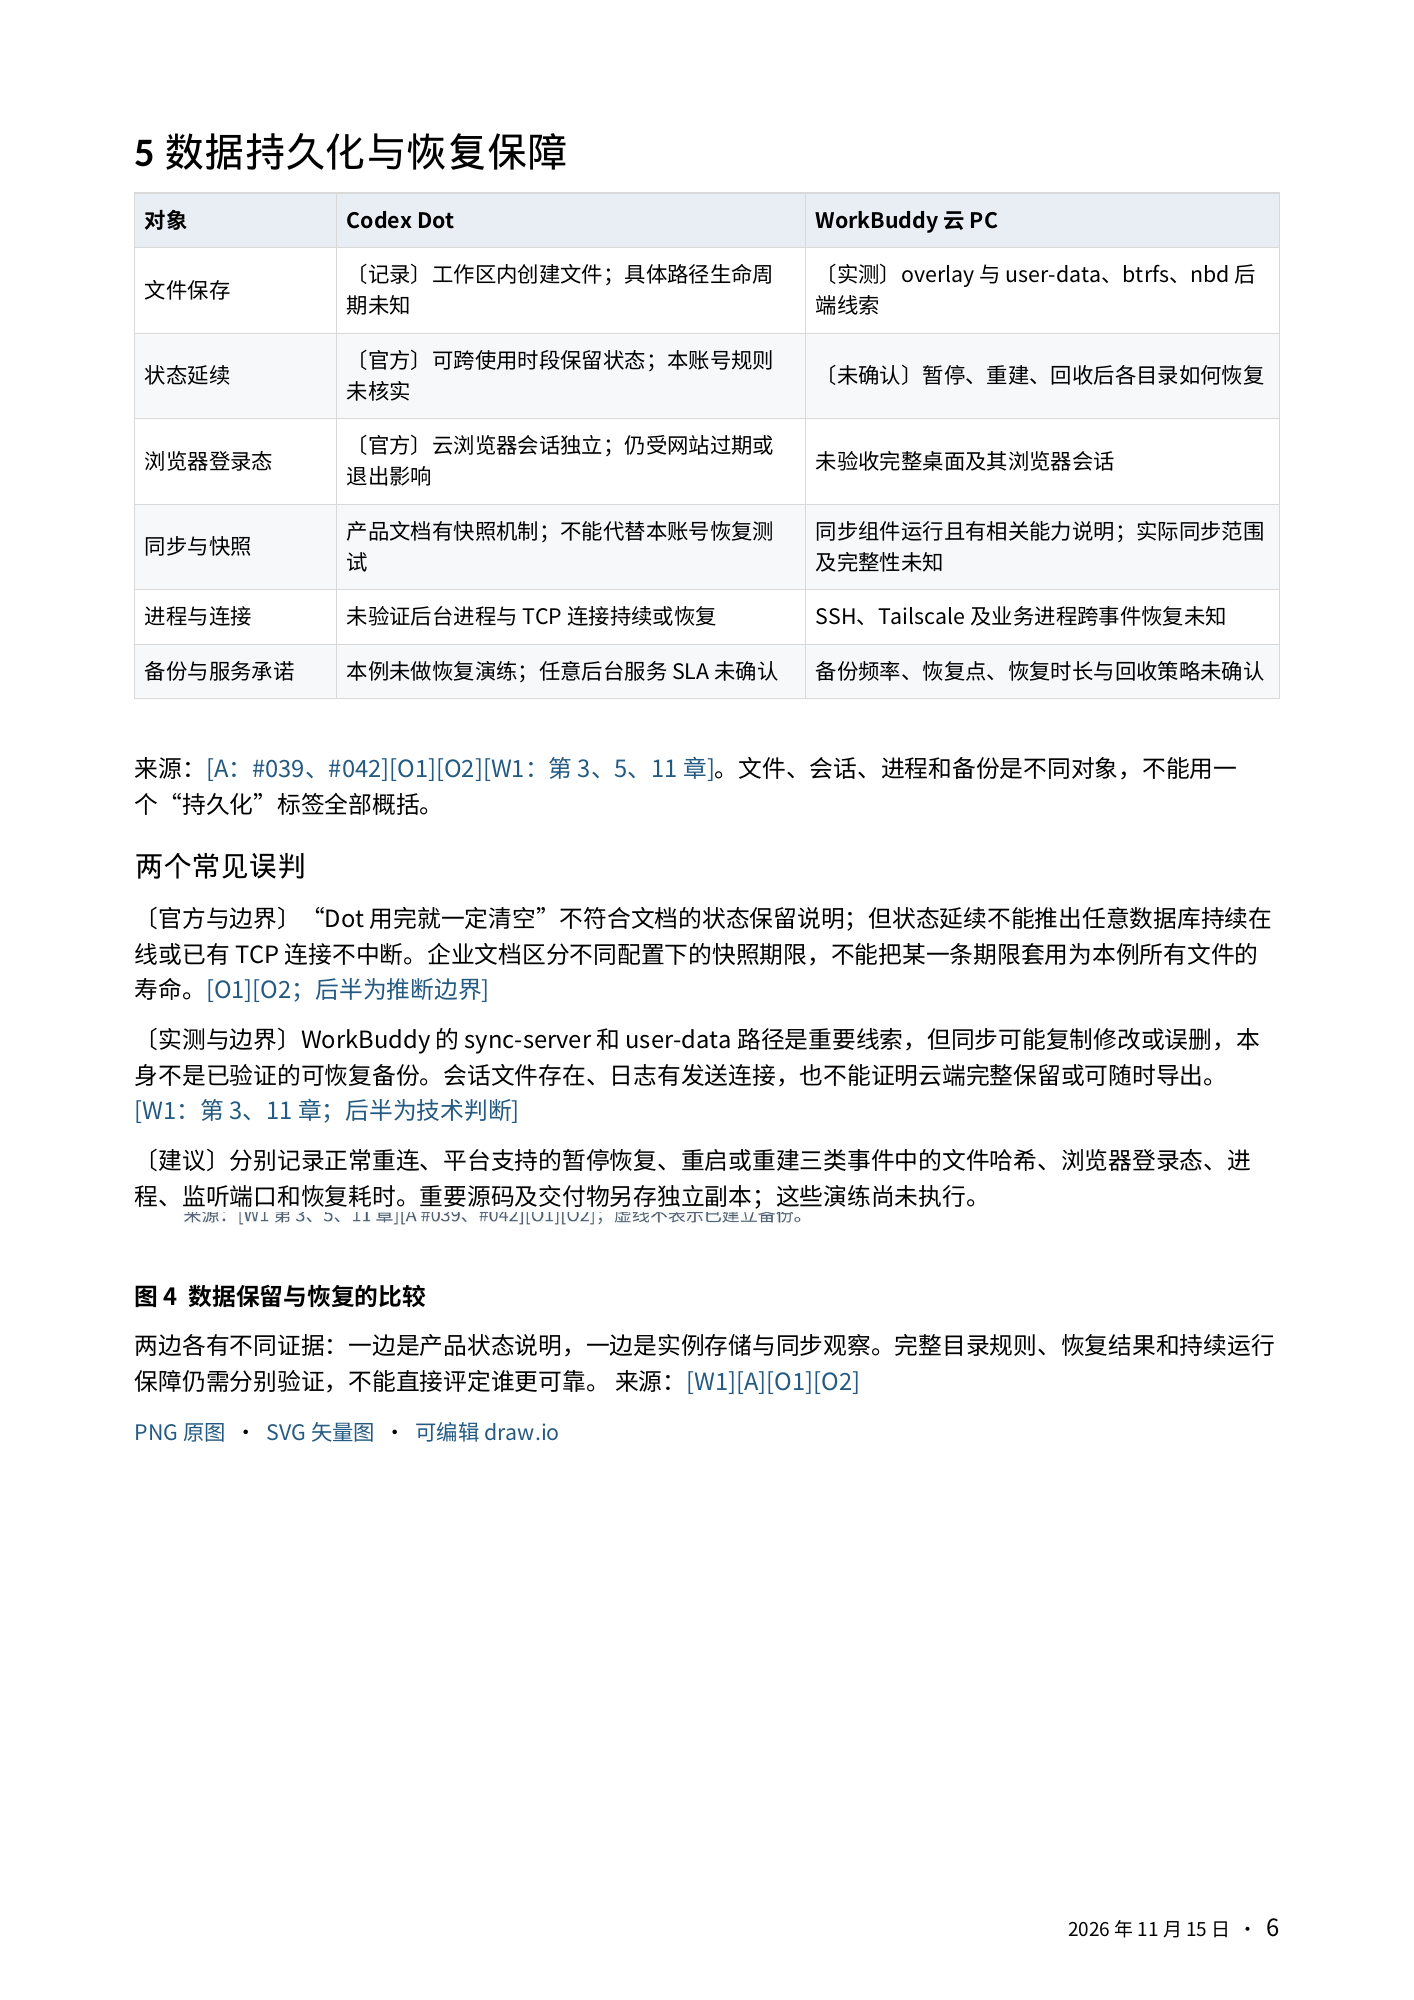 5 数据持久化与恢复保障
对象 Codex Dot WorkBuddy 云 PC
文件保存 〔记录〕工作区内创建文件；具体路径生命周期未知 〔实测〕overlay 与 user-data、btrfs、nbd 后端线索
状态延续 〔官方〕可跨使用时段保留状态；本账号规则未核实 〔未确认〕暂停、重建、回收后各目录如何恢复
浏览器登录态 〔官方〕云浏览器会话独立；仍受网站过期或退出影响 未验收完整桌面及其浏览器会话
同步与快照 产品文档有快照机制；不能代替本账号恢复测试 同步组件运行且有相关能力说明；实际同步范围及完整性未知
进程与连接 未验证后台进程与 TCP 连接持续或恢复 SSH、Tailscale 及业务进程跨事件恢复未知
备份与服务承诺 本例未做恢复演练；任意后台服务 SLA 未确认 备份频率、恢复点、恢复时长与回收策略未确认
来源：[A：#039、#042][O1][O2][W1：第 3、5、11 章]。文件、会话、进程和备份是不同对象，不能用一
个“持久化”标签全部概括。
两个常见误判
〔官方与边界〕“Dot 用完就一定清空”不符合文档的状态保留说明；但状态延续不能推出任意数据库持续在
线或已有 TCP 连接不中断。企业文档区分不同配置下的快照期限，不能把某一条期限套用为本例所有文件的
寿命。[O1][O2；后半为推断边界]
〔实测与边界〕WorkBuddy 的 sync-server 和 user-data 路径是重要线索，但同步可能复制修改或误删，本
身不是已验证的可恢复备份。会话文件存在、日志有发送连接，也不能证明云端完整保留或可随时导出。
[W1：第 3、11 章；后半为技术判断]
〔建议〕分别记录正常重连、平台支持的暂停恢复、重启或重建三类事件中的文件哈希、浏览器登录态、进
程、监听端口和恢复耗时。重要源码及交付物另存独立副本；这些演练尚未执行。
来源：[W1 第 3、5、11 章][A #039、#042][O1][O2]；虚线不表示已建立备份。
图 4 数据保留与恢复的比较
两边各有不同证据：一边是产品状态说明，一边是实例存储与同步观察。完整目录规则、恢复结果和持续运行
保障仍需分别验证，不能直接评定谁更可靠。 来源：[W1][A][O1][O2]
PNG 原图 · SVG 矢量图 · 可编辑 draw.io
2026 年 11 月 15 日 · 6